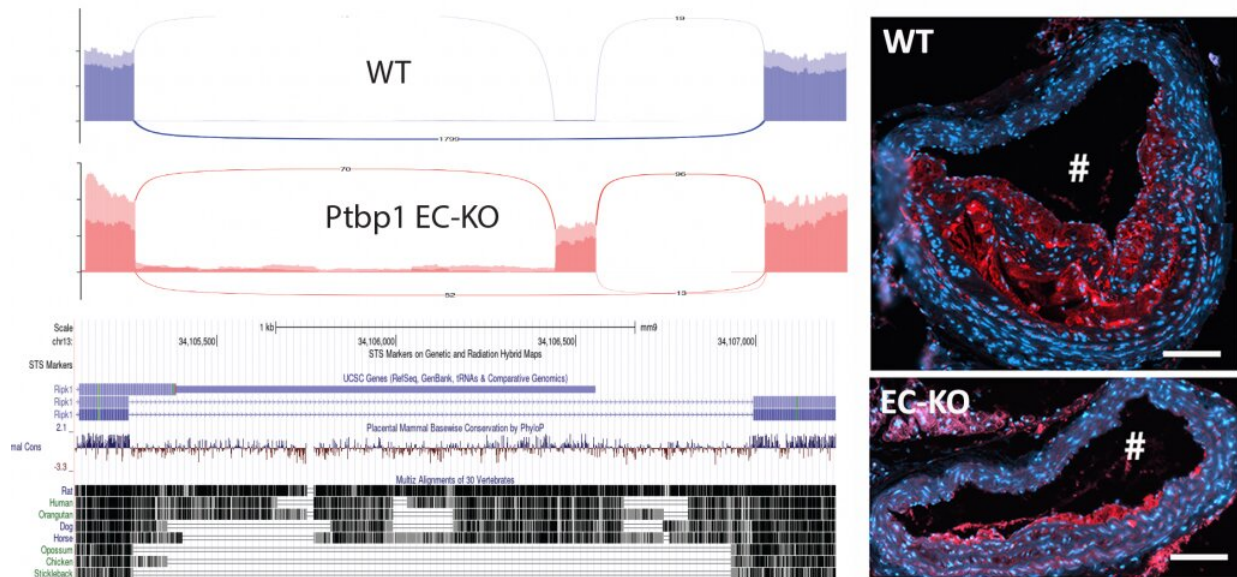 19
WT
1799
70
96
Ptbp1 EC-KO
52
13
Scale
1 kb
mm9
chr13:
34,105,500
34,106,000
34,106,500
34,107,000
STS Markers on Genetic and Radiation Hybrid Maps
STS Markers
UCSC Genes (RefSeq, GenBank, tRNAs & Comparative Genomics)
Ripk1
Ripk1
Ripk1
2.1
Placental Mammal Basewise Conservation by PhyloP
mal Cons
-3.3
Multiz Alignments of 30 Vertebrates
Rat
Human
Orangutan
Dog
Horse
Opossum
Chicken
Stickleback
WT
#
EC-KO
#